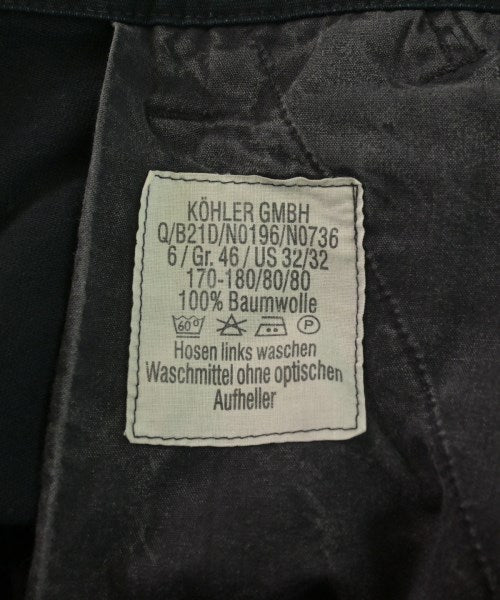 KÖHLER GMBH
Q/B21D/N0196/N0736
6 / Gr. 46 / US 32/32
170-180/80/80
100% Baumwolle
60° P
Hosen links waschen
Waschmittel ohne optischen
Aufheller